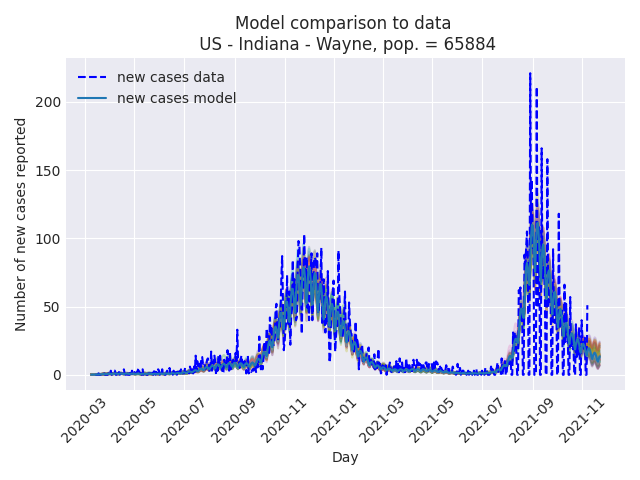 Model comparison to data
US - Indiana - Wayne, pop. = 65884
new cases data
new cases model
Number of new cases reported
200
150
100
50
0
2020-03
2020-05
2020-07
2020-09
2020-11
2021-01
2021-03
2021-05
2021-07
2021-09
2021-11
Day